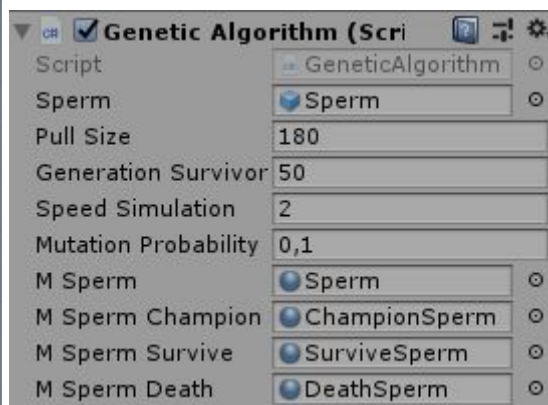 Genetic Algorithm (Scri
Script GeneticAlgorithm
Sperm Sperm
Pull Size 180
Generation Survivor 50
Speed Simulation 2
Mutation Probability 0,1
M Sperm Sperm
M Sperm Champion ChampionSperm
M Sperm Survive SurviveSperm
M Sperm Death DeathSperm